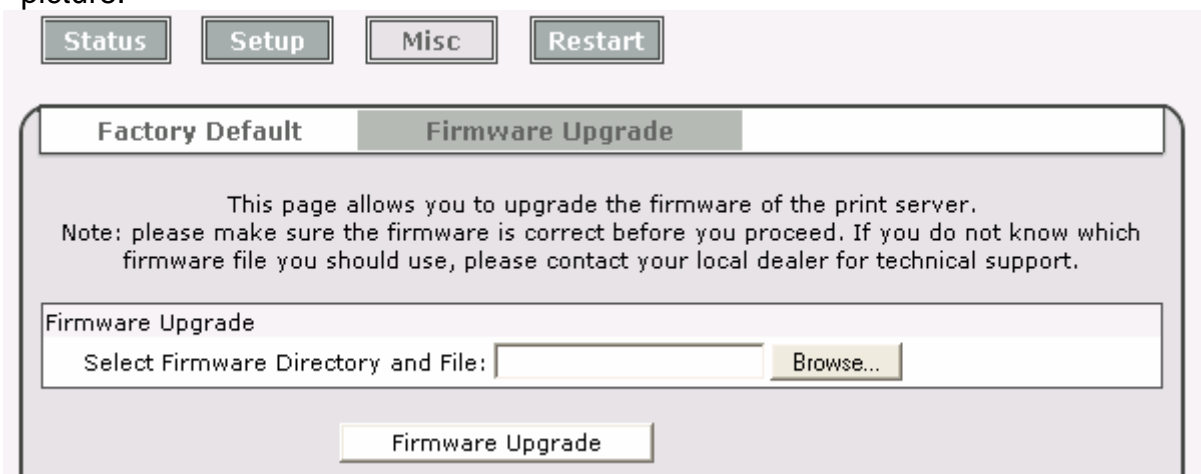 picture.
Status Setup Misc Restart
Factory Default Firmware Upgrade
This page allows you to upgrade the firmware of the print server.
Note: please make sure the firmware is correct before you proceed. If you do not know which
firmware file you should use, please contact your local dealer for technical support.
Firmware Upgrade
Select Firmware Directory and File: Browse...
Firmware Upgrade